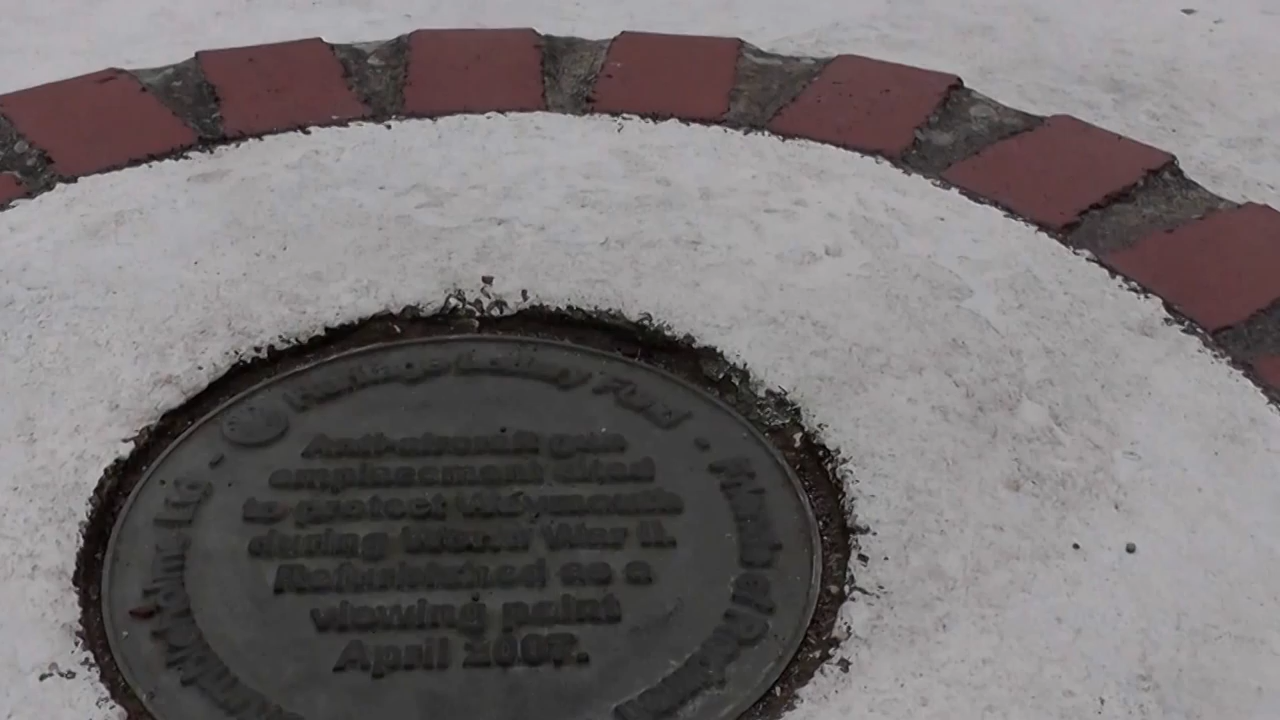 Heritage Lottery Fund
Anti-aircraft gun
emplacement sited
to protect Weymouth
during World War II.
Refurbished as a
viewing point
April 2007.